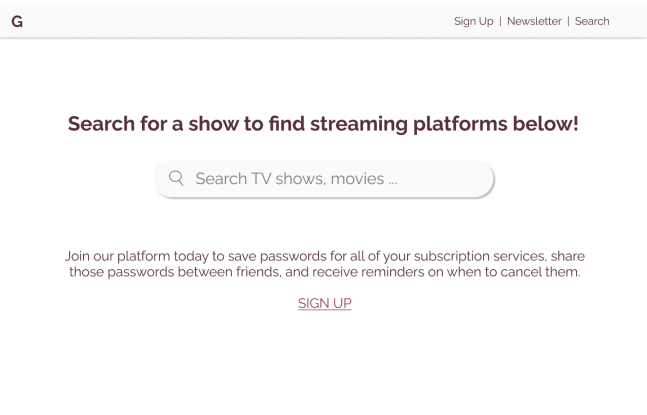 G
Sign Up | Newsletter | Search
Search for a show to find streaming platforms below!
Search TV shows, movies ...
Join our platform today to save passwords for all of your subscription services, share
those passwords between friends, and receive reminders on when to cancel them.
SIGN UP